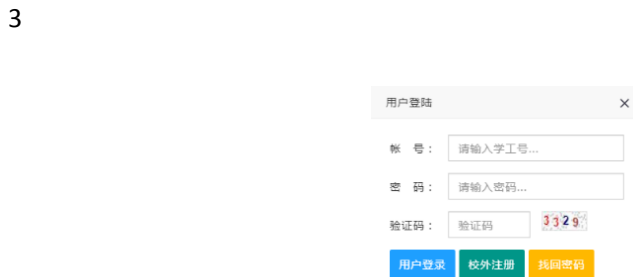 3
用户登陆 ×
帐 号： 请输入学工号...
密 码： 请输入密码...
验证码： 验证码 3329
用户登录 校外注册 找回密码